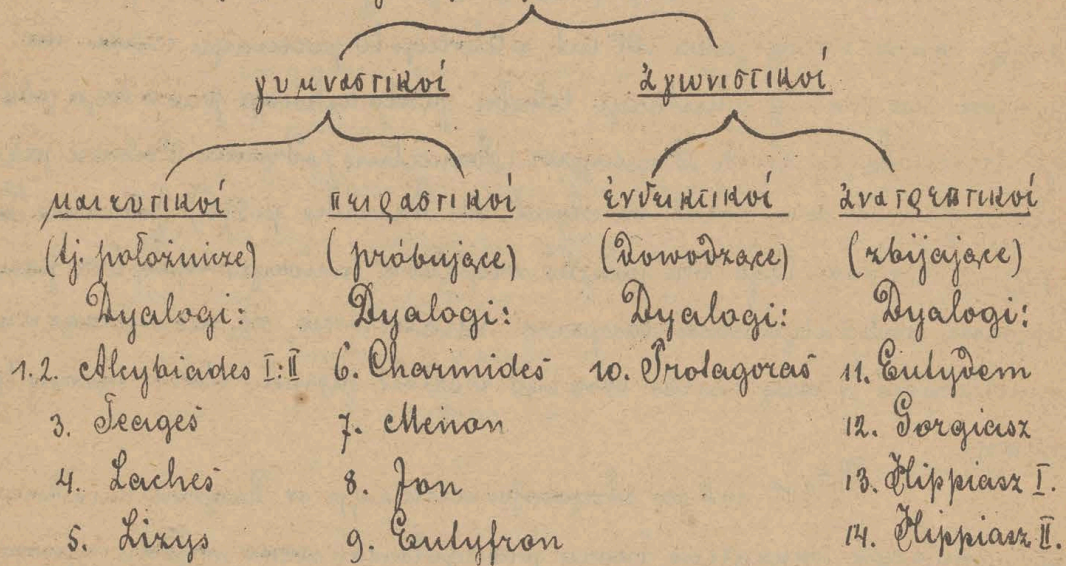 γυμναστικοί ἀγωνιστικοί
μαιευτικοί πειραστικοί ἐνδεικτικοί ἀνατρεπτικοί
(tj. położnicze) (próbujące) (dowodzące) (zbijające)
Dyalogi: Dyalogi: Dyalogi: Dyalogi:
1.2. Alcybiades I:II 6. Charmides 10. Protagoras 11. Eutydem
3. Teages 7. Menon 12. Gorgiasz
4. Laches 8. Jon 13. Hippiasz I.
5. Lizys 9. Eutyfron 14. Hippiasz II.